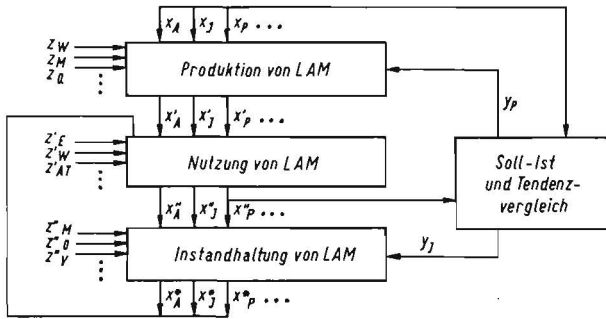 x_A x_J x_P ...
z_W
z_M
z_Q
⋮
Produktion von LAM
y_P
x'_A x'_J x'_P ...
z'_E
z'_W
z'_AT
⋮
Nutzung von LAM
Soll-Ist
und Tendenz-
vergleich
x"_A x"_J x"_P ...
z"_M
z"_Q
z"_V
⋮
Instandhaltung von LAM
y_J
x*_A x*_J x*_P ...